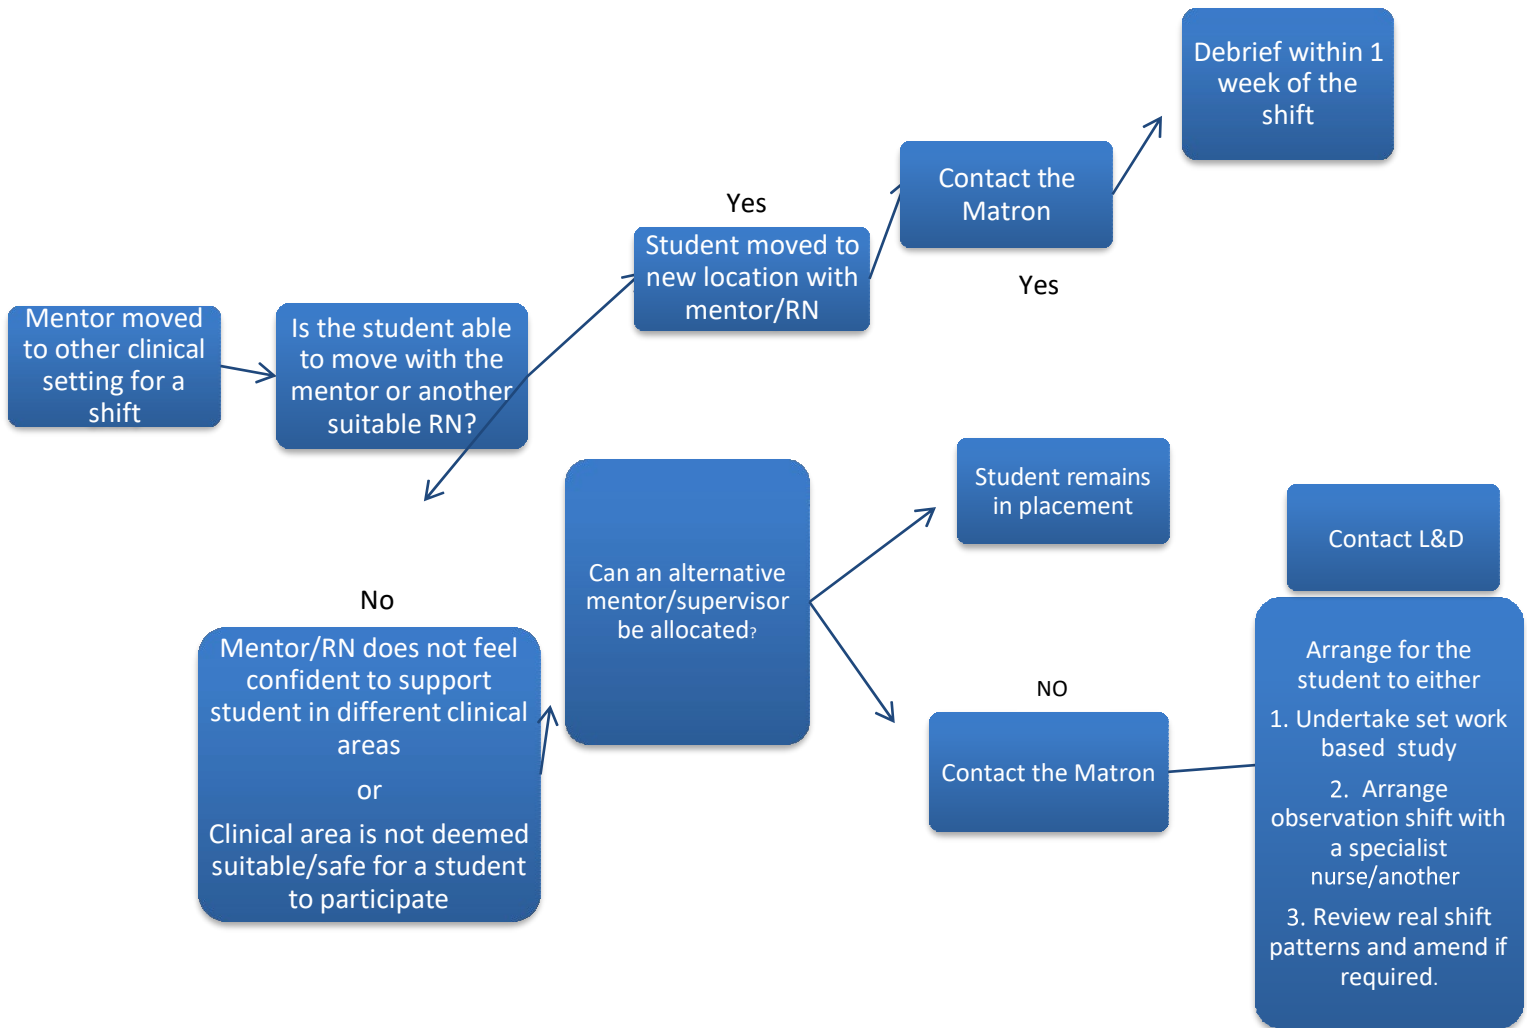 Mentor moved
to other clinical
setting for a
shift
Is the student able
to move with the
mentor or another
suitable RN?
Yes
Student moved to
new location with
mentor/RN
Contact the
Matron
Yes
Debrief within 1
week of the
shift
No
Mentor/RN does not feel
confident to support
student in different clinical
areas
or
Clinical area is not deemed
suitable/safe for a student
to participate
Can an alternative
mentor/supervisor
be allocated?
Student remains
in placement
NO
Contact the Matron
Contact L&D
Arrange for the
student to either
1. Undertake set work
based study
2. Arrange
observation shift with
a specialist
nurse/another
3. Review real shift
patterns and amend if
required.